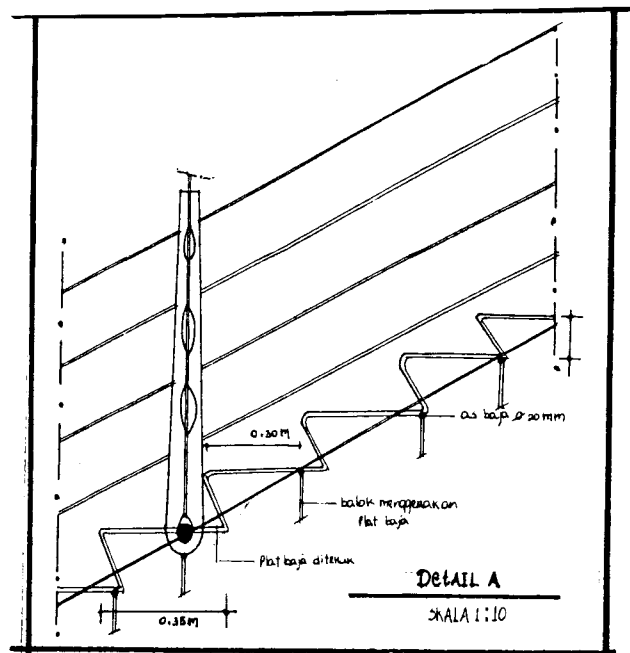 as baja ∅ 20mm
0.30M
balok menggunakan
Plat baja
Plat baja ditekuk
DETAIL A
SKALA 1:10
0.35M